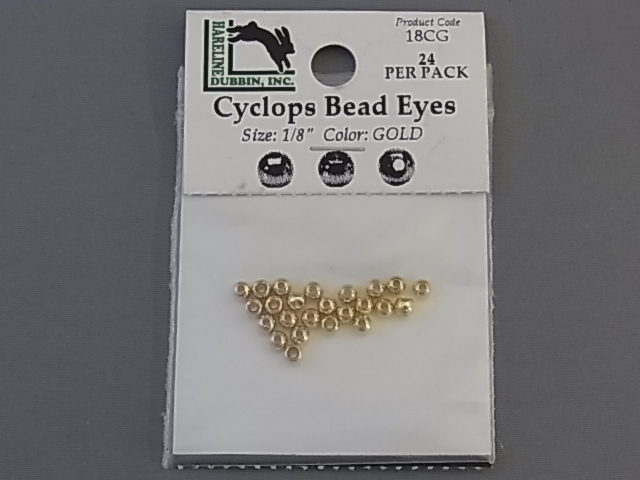 HARELINE
DUBBIN, INC.
Product Code
18CG
24
PER PACK
Cyclops Bead Eyes
Size: 1/8" Color: GOLD